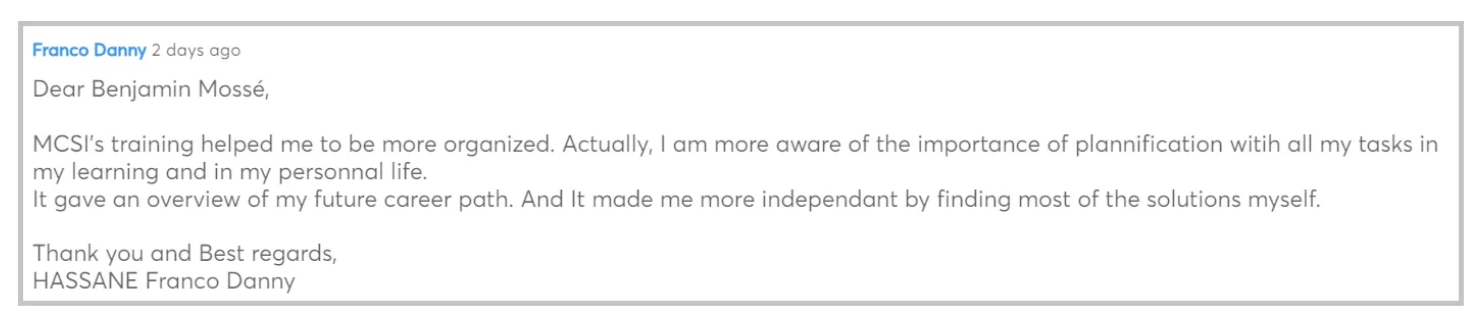 Franco Danny 2 days ago
Dear Benjamin Mossé,
MCSI's training helped me to be more organized. Actually, I am more aware of the importance of plannification witih all my tasks in
my learning and in my personnal life.
It gave an overview of my future career path. And It made me more independant by finding most of the solutions myself.
Thank you and Best regards,
HASSANE Franco Danny